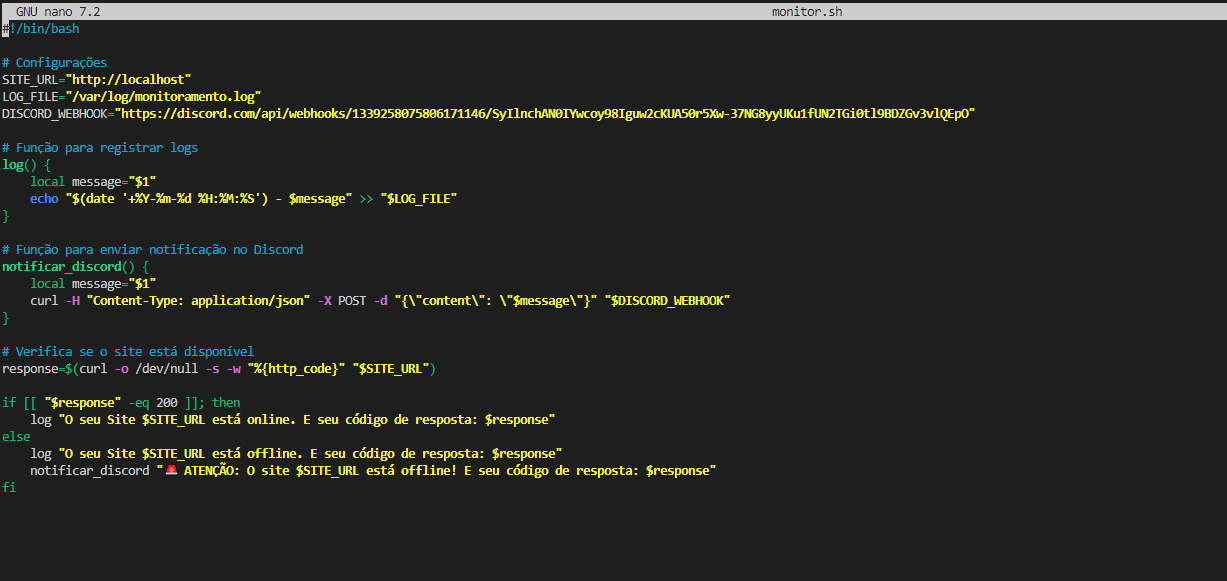 GNU nano 7.2 monitor.sh
#!/bin/bash
# Configurações
SITE_URL="http://localhost"
LOG_FILE="/var/log/monitoramento.log"
DISCORD_WEBHOOK="https://discord.com/api/webhooks/1339258075806171146/SyIlnchAN0IYwcoy98Iguw2cKUA50r5Xw-37NG8yyUKu1fUN2TGi0tl9BDZGv3vlQEpO"
# Função para registrar logs
log() {
    local message="$1"
    echo "$(date '+%Y-%m-%d %H:%M:%S') - $message" >> "$LOG_FILE"
}
# Função para enviar notificação no Discord
notificar_discord() {
    local message="$1"
    curl -H "Content-Type: application/json" -X POST -d "{\"content\": \"$message\"}" "$DISCORD_WEBHOOK"
}
# Verifica se o site está disponível
response=$(curl -o /dev/null -s -w "%{http_code}" "$SITE_URL")
if [[ "$response" -eq 200 ]]; then
    log "O seu Site $SITE_URL está online. E seu código de resposta: $response"
else
    log "O seu Site $SITE_URL está offline. E seu código de resposta: $response"
    notificar_discord "🚨 ATENÇÃO: O site $SITE_URL está offline! E seu código de resposta: $response"
fi